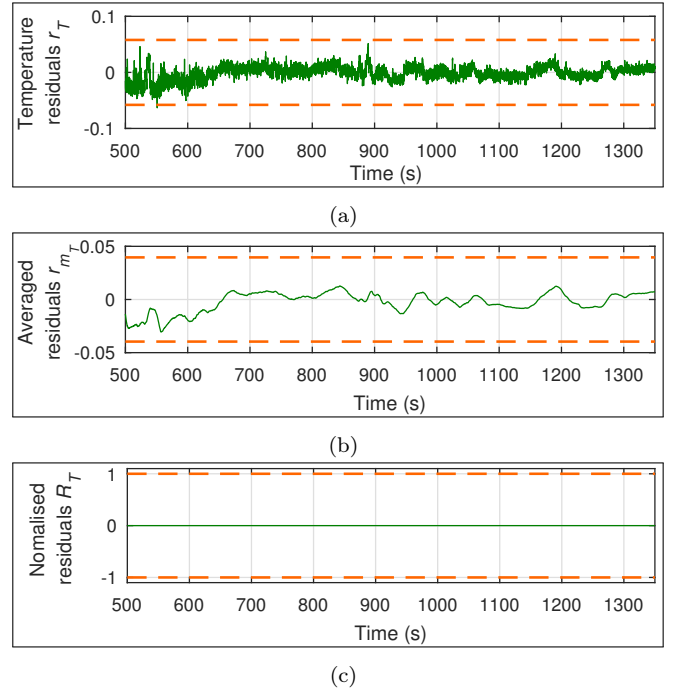 Temperature
residuals r_T
0.1
0
-0.1
500 600 700 800 900 1000 1100 1200 1300
Time (s)
(a)
Averaged
residuals r_{m_T}
0.05
0
-0.05
500 600 700 800 900 1000 1100 1200 1300
Time (s)
(b)
Nomalised
residuals R_T
1
0
-1
500 600 700 800 900 1000 1100 1200 1300
Time (s)
(c)